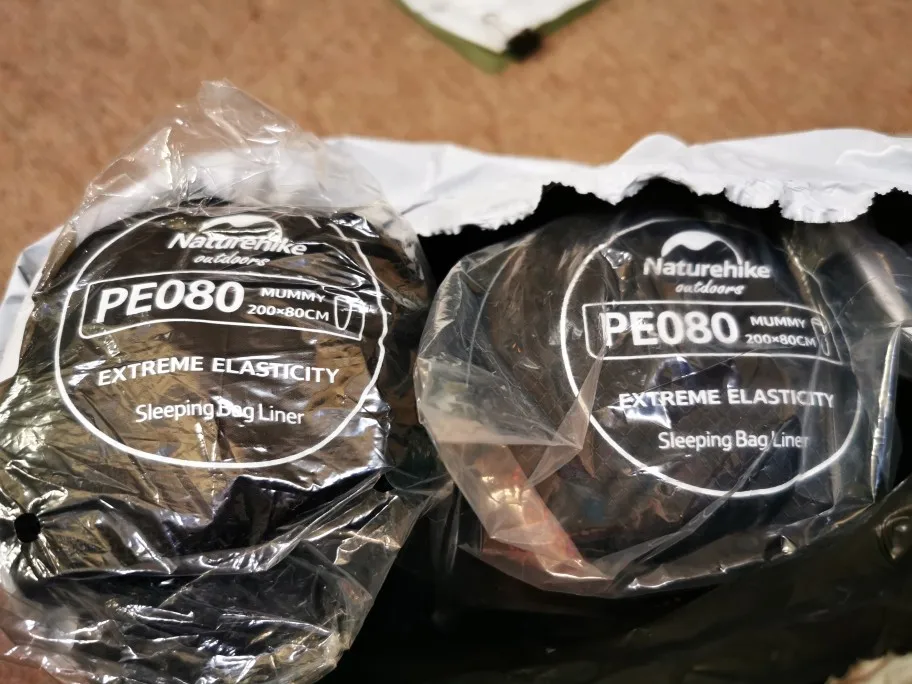 Naturehike
outdoors
PE080 MUMMY
200×80CM
EXTREME ELASTICITY
Sleeping Bag Liner
Naturehike
outdoors
PE080 MUMMY
200×80CM
EXTREME ELASTICITY
Sleeping Bag Liner